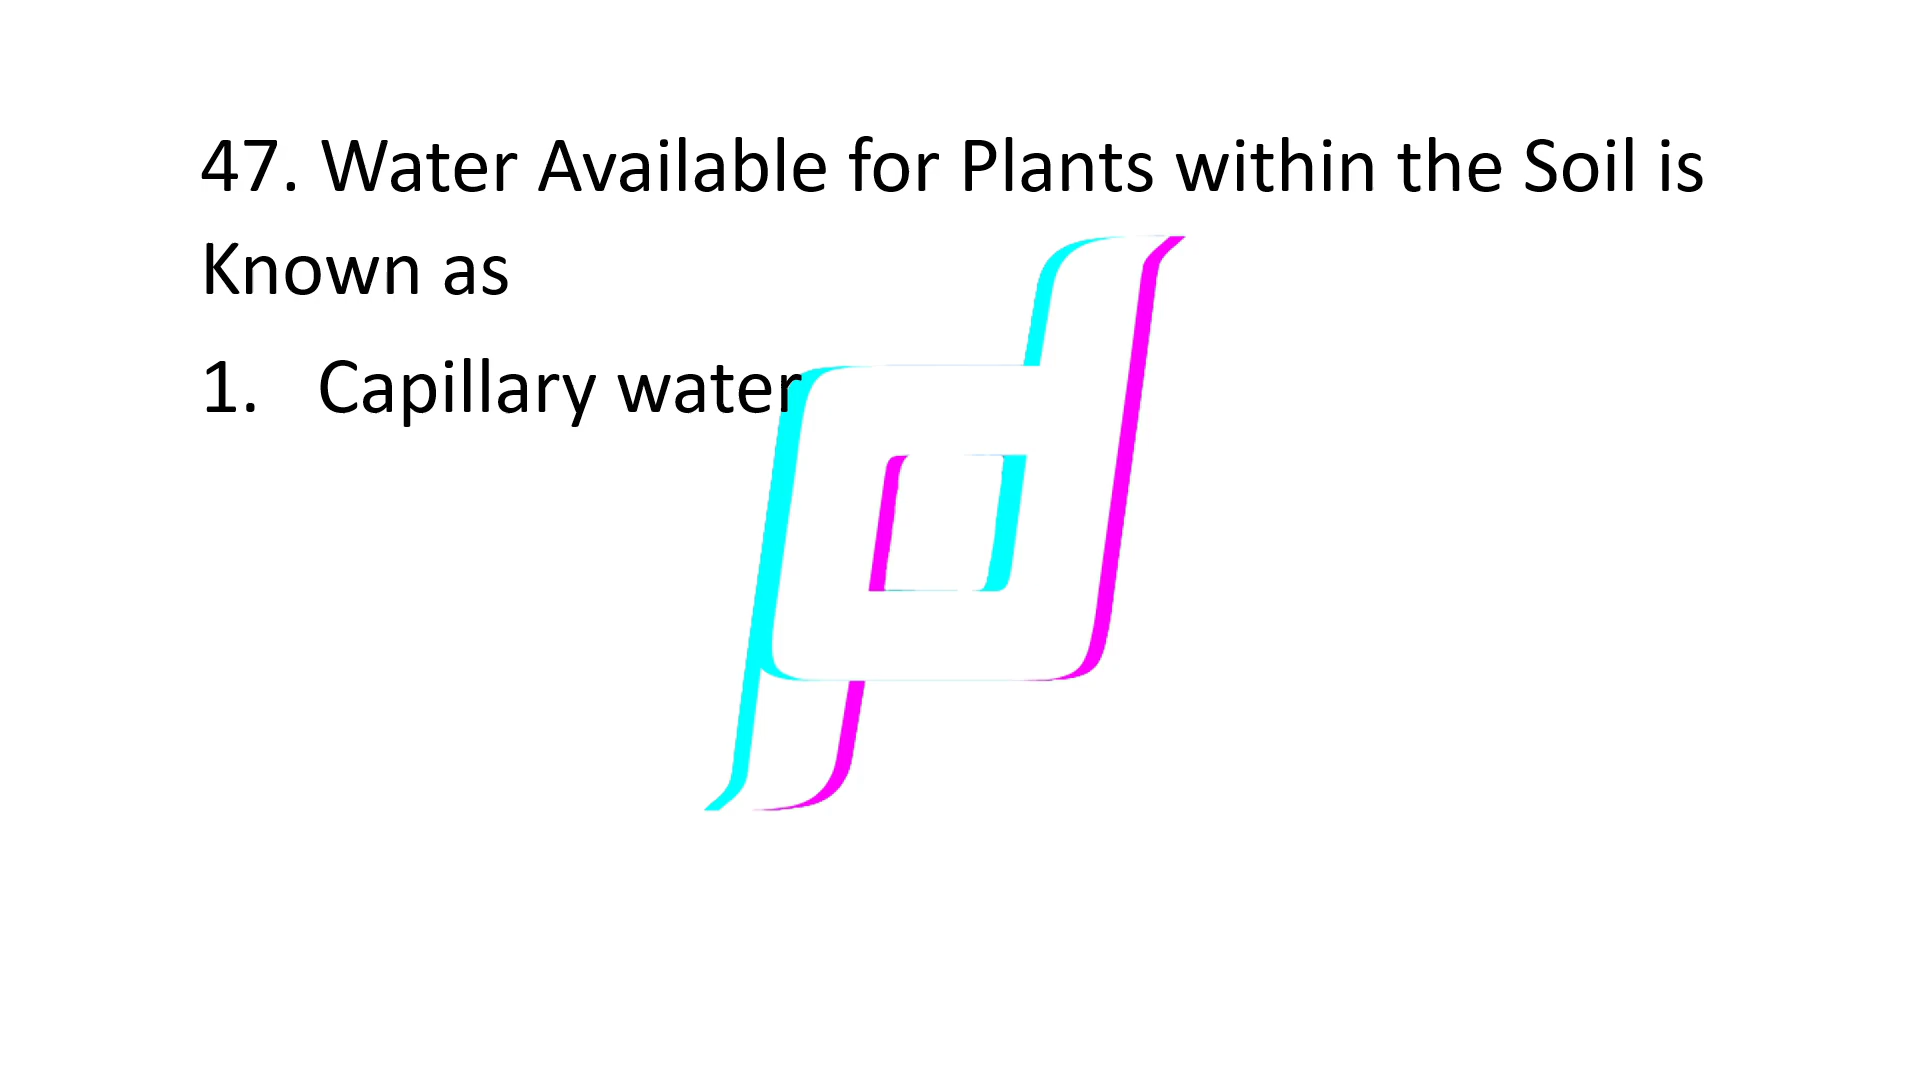 47. Water Available for Plants within the Soil is
Known as
1. Capillary water